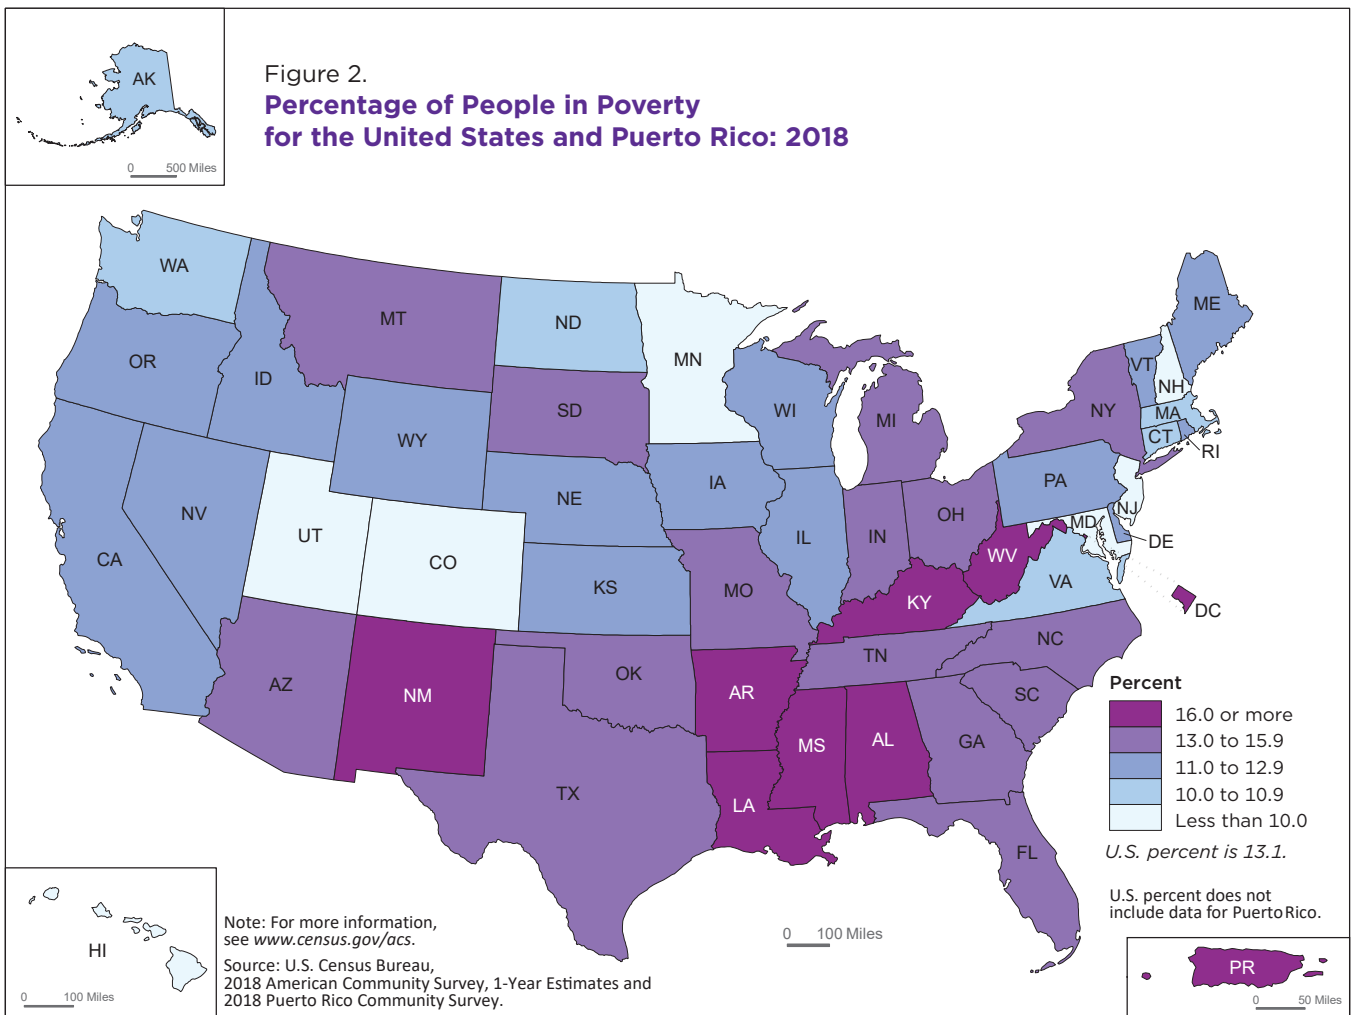 AK
0 500 Miles
Figure 2.
Percentage of People in Poverty
for the United States and Puerto Rico: 2018
WA
MT
ND
MN
OR
ID
SD
WI
MI
NY
ME
VT
NH
MA
CT
RI
WY
IA
NE
PA
NJ
NV
UT
CO
IL
IN
OH
MD
DE
WV
CA
KS
MO
KY
VA
DC
AZ
NM
OK
TN
NC
AR
SC
MS
AL
GA
TX
LA
FL
Percent
16.0 or more
13.0 to 15.9
11.0 to 12.9
10.0 to 10.9
Less than 10.0
U.S. percent is 13.1.
U.S. percent does not
include data for Puerto Rico.
0 100 Miles
HI
0 100 Miles
Note: For more information,
see www.census.gov/acs.
Source: U.S. Census Bureau,
2018 American Community Survey, 1-Year Estimates and
2018 Puerto Rico Community Survey.
PR
0 50 Miles